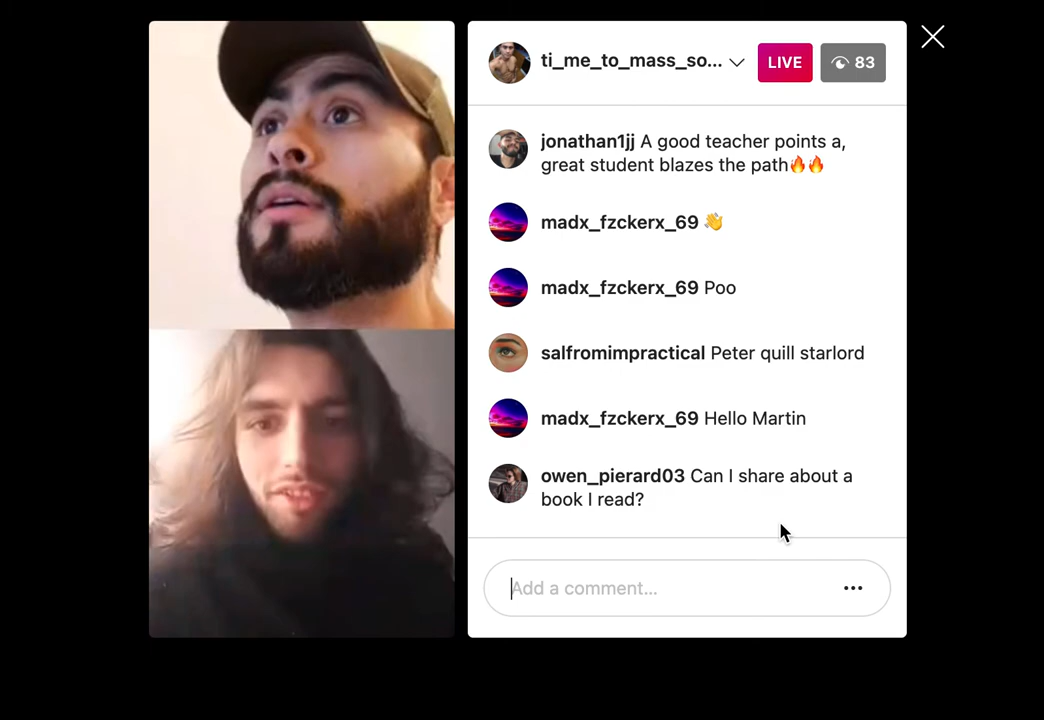 ti_me_to_mass_so... LIVE 83
jonathan1jj A good teacher points a,
great student blazes the path🔥🔥
madx_fzckerx_69 👋
madx_fzckerx_69 Poo
salfromimpractical Peter quill starlord
madx_fzckerx_69 Hello Martin
owen_pierard03 Can I share about a
book I read?
Add a comment...